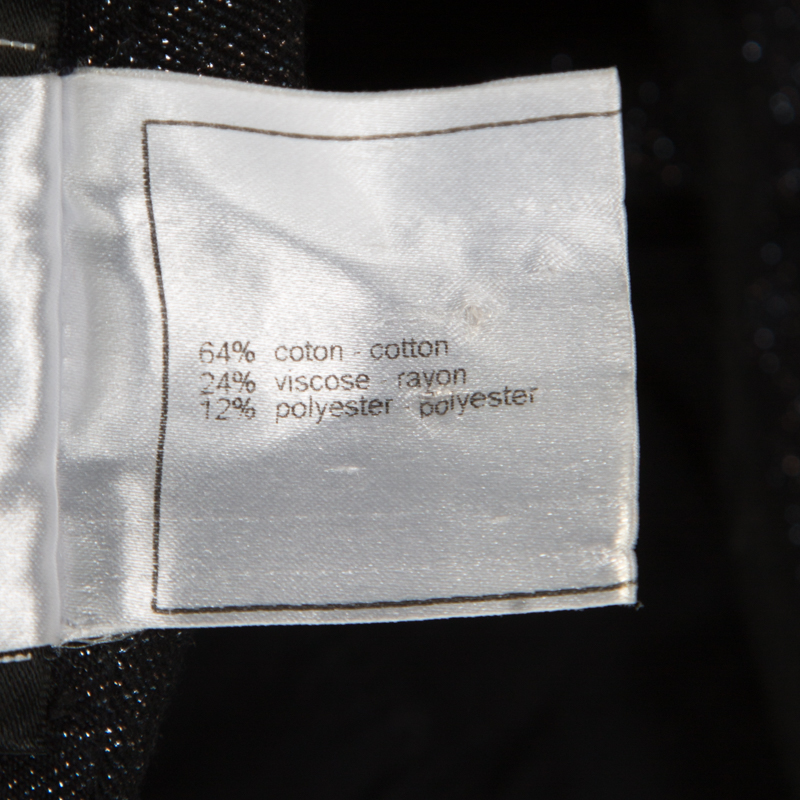 64% coton - cotton
24% viscose - rayon
12% polyester - polyester